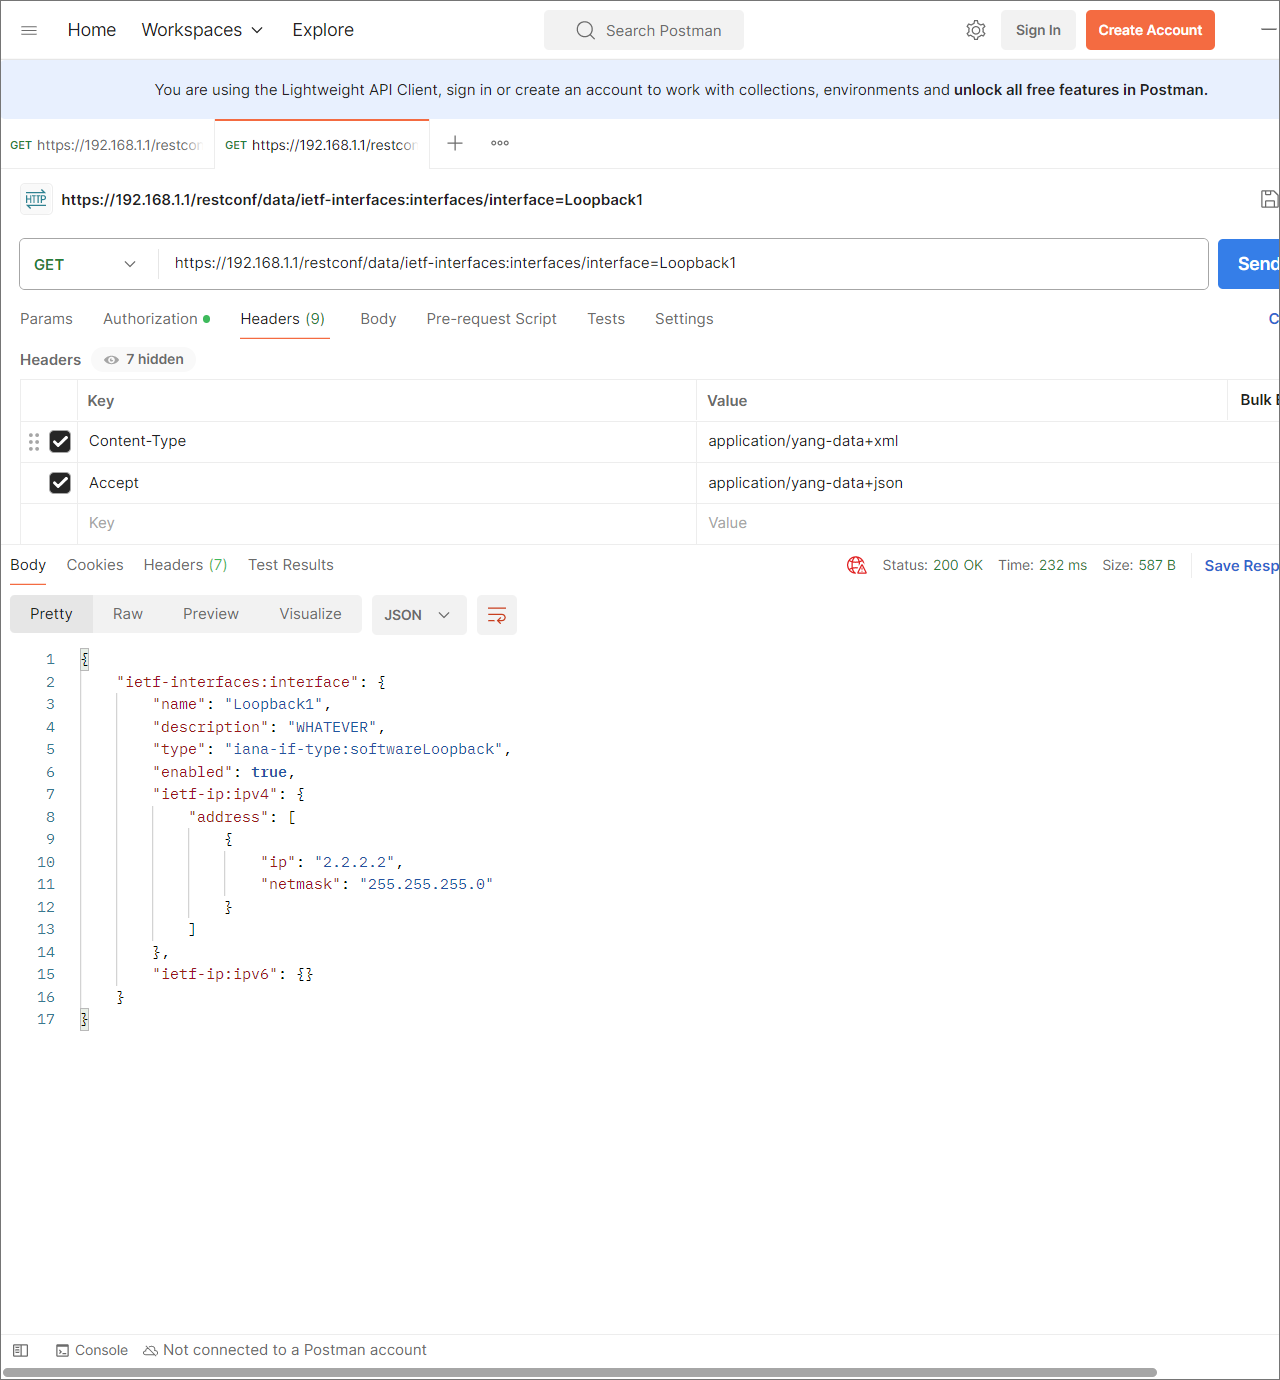 Home Workspaces Explore Search Postman Sign In Create Account
You are using the Lightweight API Client, sign in or create an account to work with collections, environments and unlock all free features in Postman.
GET https://192.168.1.1/restcon GET https://192.168.1.1/restcon
HTTP https://192.168.1.1/restconf/data/ietf-interfaces:interfaces/interface=Loopback1
GET https://192.168.1.1/restconf/data/ietf-interfaces:interfaces/interface=Loopback1 Send
Params Authorization Headers (9) Body Pre-request Script Tests Settings C
Headers 7 hidden
Key Value Bulk E
Content-Type application/yang-data+xml
Accept application/yang-data+json
Key Value
Body Cookies Headers (7) Test Results Status: 200 OK Time: 232 ms Size: 587 B Save Resp
Pretty Raw Preview Visualize JSON
1 {
2 "ietf-interfaces:interface": {
3 "name": "Loopback1",
4 "description": "WHATEVER",
5 "type": "iana-if-type:softwareLoopback",
6 "enabled": true,
7 "ietf-ip:ipv4": {
8 "address": [
9 {
10 "ip": "2.2.2.2",
11 "netmask": "255.255.255.0"
12 }
13 ]
14 },
15 "ietf-ip:ipv6": {}
16 }
17 }
Console Not connected to a Postman account